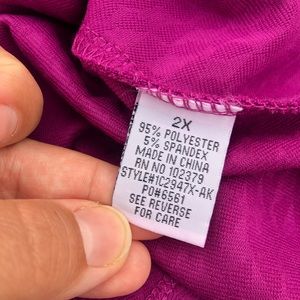 2X
95% POLYESTER
5% SPANDEX
MADE IN CHINA
RN NO 102379
STYLE#1C2947X-AK
PO#6561
SEE REVERSE
FOR CARE